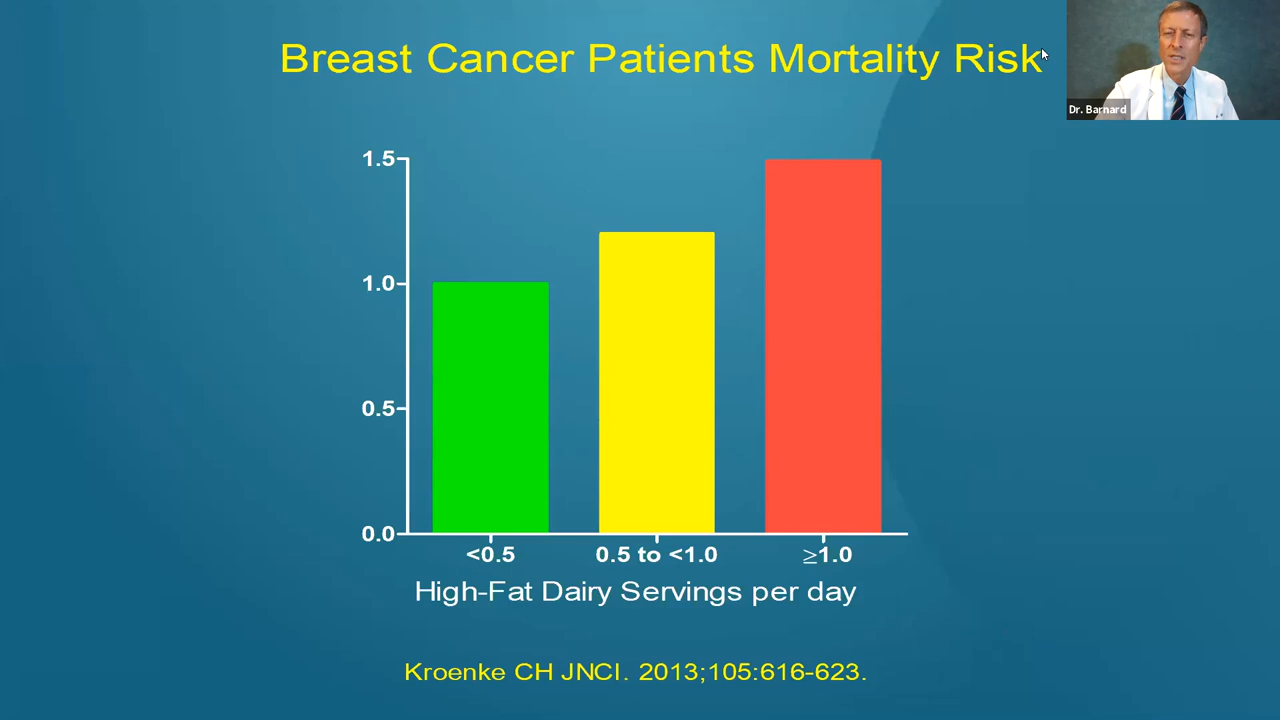 Breast Cancer Patients Mortality Risk
Dr. Barnard
1.5
1.0
0.5
0.0
<0.5 0.5 to <1.0 ≥1.0
High-Fat Dairy Servings per day
Kroenke CH JNCI. 2013;105:616-623.